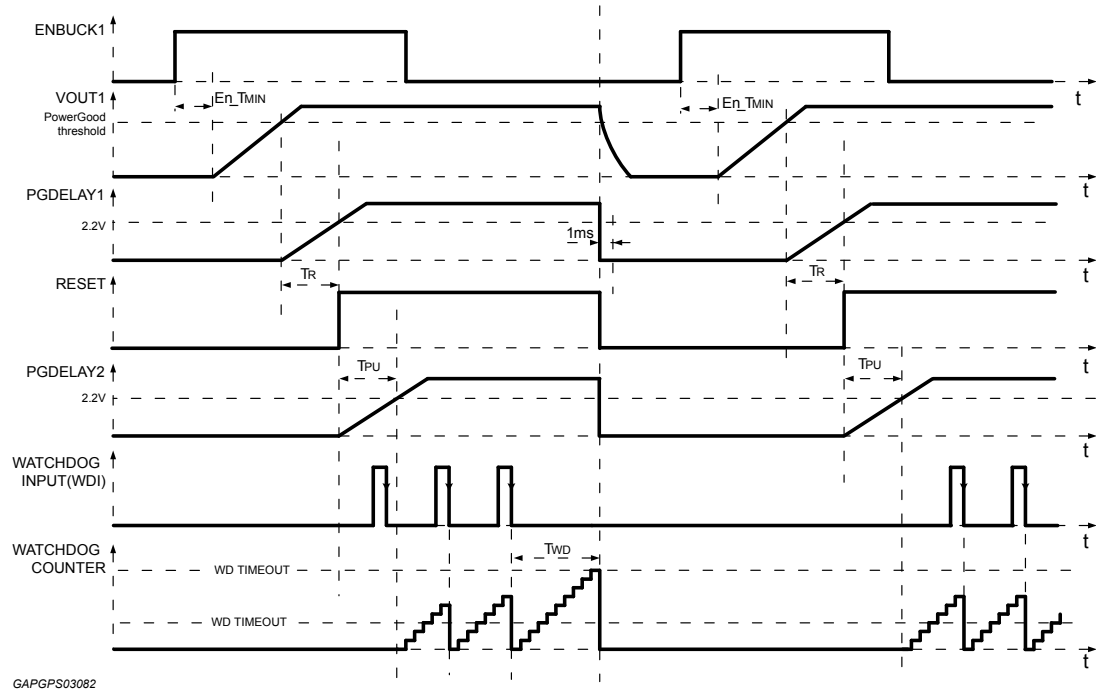 ENBUCK1
t
En_TMIN
En_TMIN
VOUT1
PowerGood
threshold
t
PGDELAY1
2.2V
1ms
t
RESET
TR
TR
t
PGDELAY2
2.2V
TPU
TPU
t
WATCHDOG
INPUT(WDI)
t
WATCHDOG
COUNTER
TWD
WD TIMEOUT
WD TIMEOUT
t
GAPGPS03082